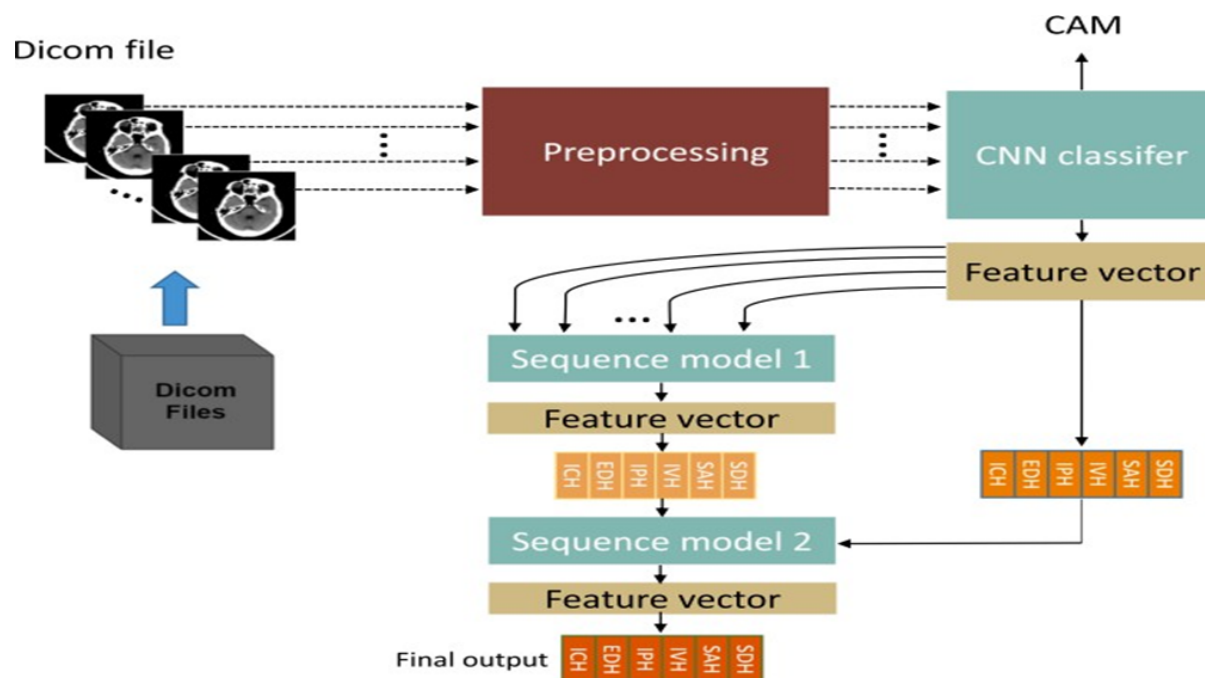 CAM
Dicom file
Preprocessing
CNN classifer
Feature vector
Sequence model 1
Dicom
Files
Feature vector
ICH EDH IPH IVH SAH SDH
ICH EDH IPH IVH SAH SDH
Sequence model 2
Feature vector
Final output
ICH EDH IPH IVH SAH SDH